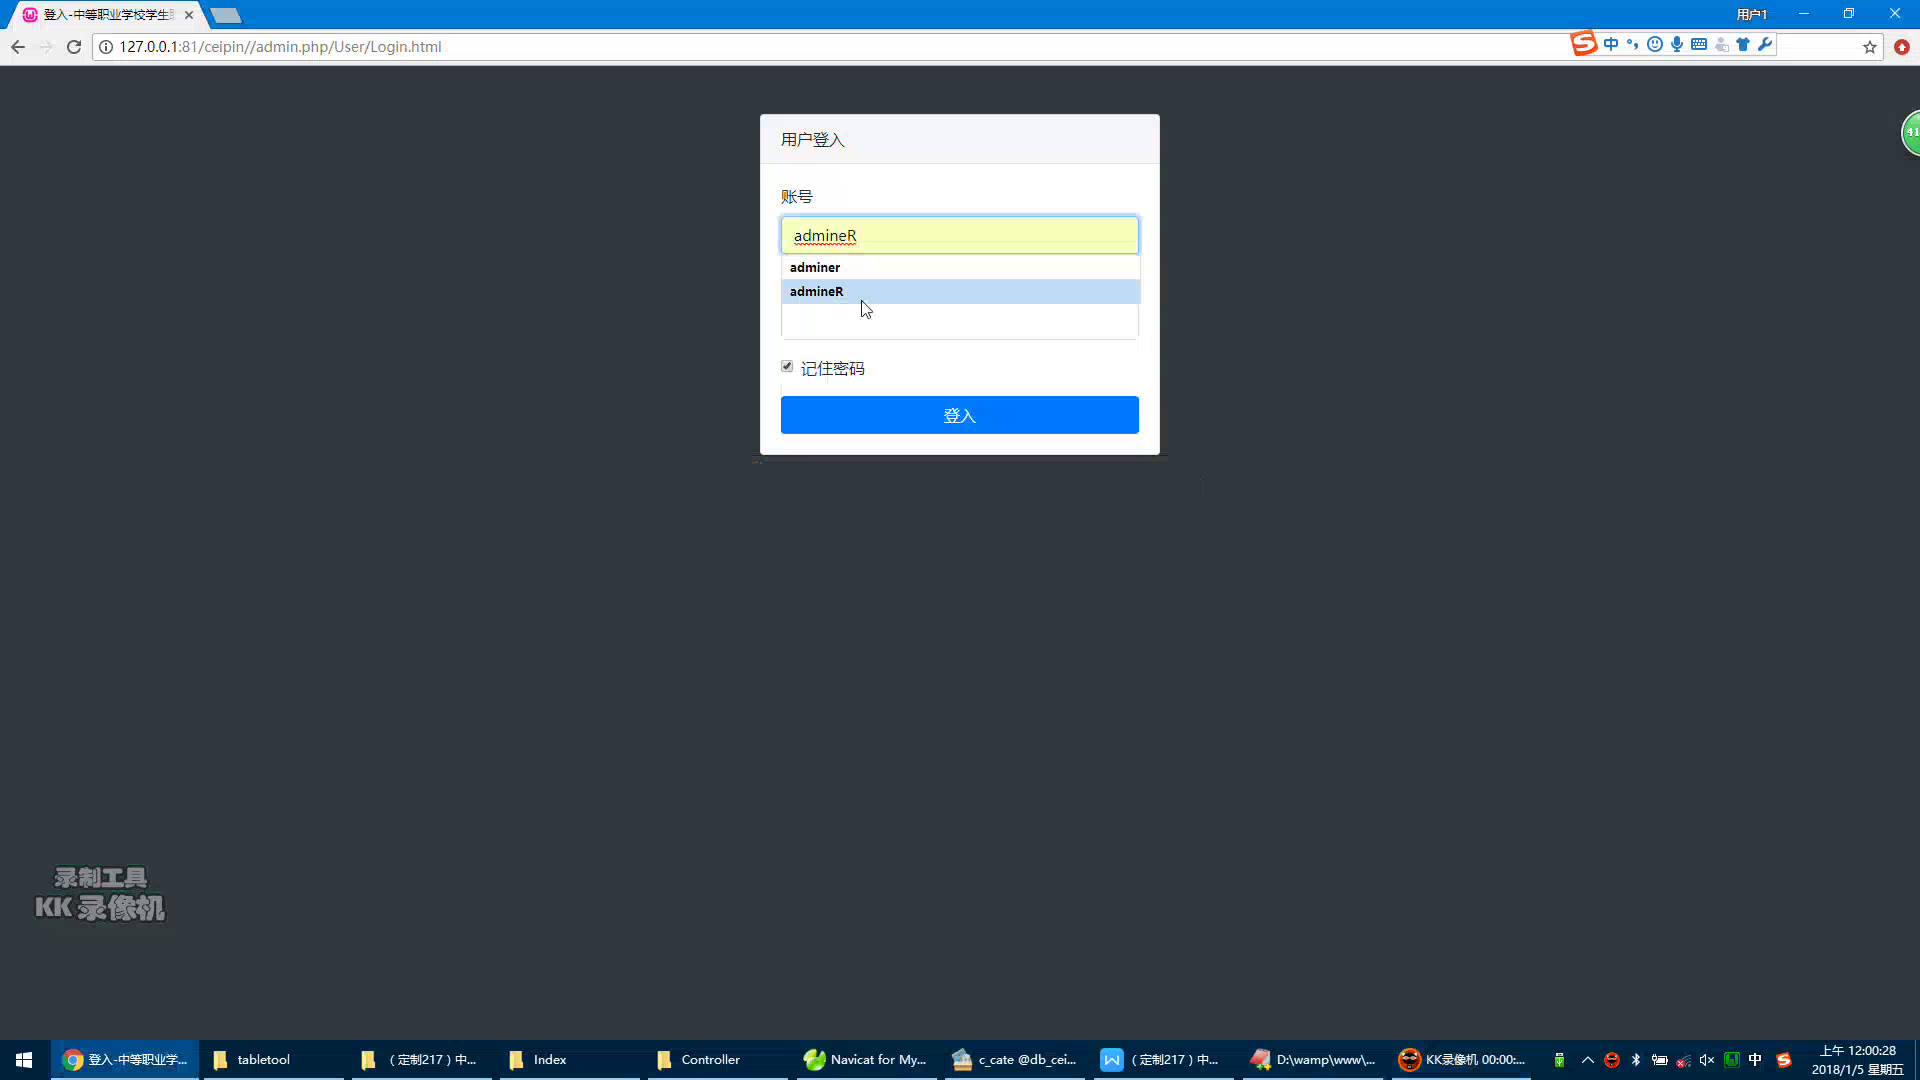 登入-中等职业学校学生
用户1
127.0.0.1:81/ceipin//admin.php/User/Login.html
中
41
用户登入
账号
admineR
adminer
admineR
记住密码
登入
录制工具
KK 录像机
登入-中等职业学...
tabletool
（定制217）中...
Index
Controller
Navicat for My...
c_cate @db_cei...
（定制217）中...
D:\wamp\www\...
KK录像机 00:00:...
中
上午 12:00:28
2018/1/5 星期五